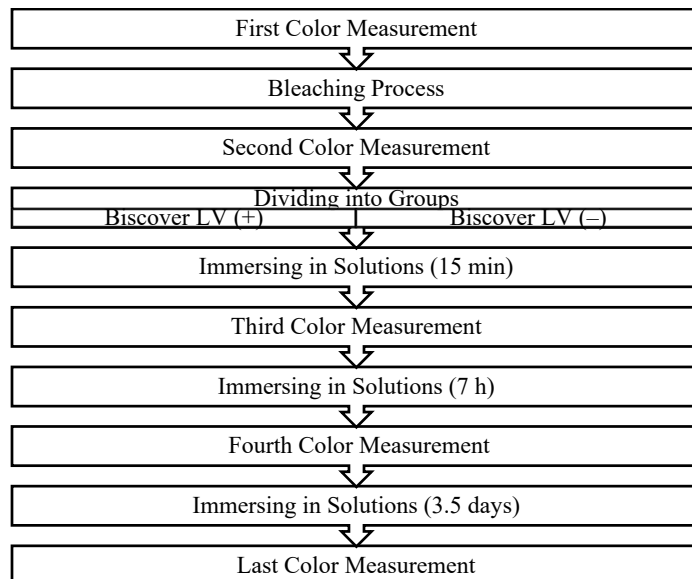 First Color Measurement
Bleaching Process
Second Color Measurement
Dividing into Groups
Biscover LV (+) Biscover LV (–)
Immersing in Solutions (15 min)
Third Color Measurement
Immersing in Solutions (7 h)
Fourth Color Measurement
Immersing in Solutions (3.5 days)
Last Color Measurement